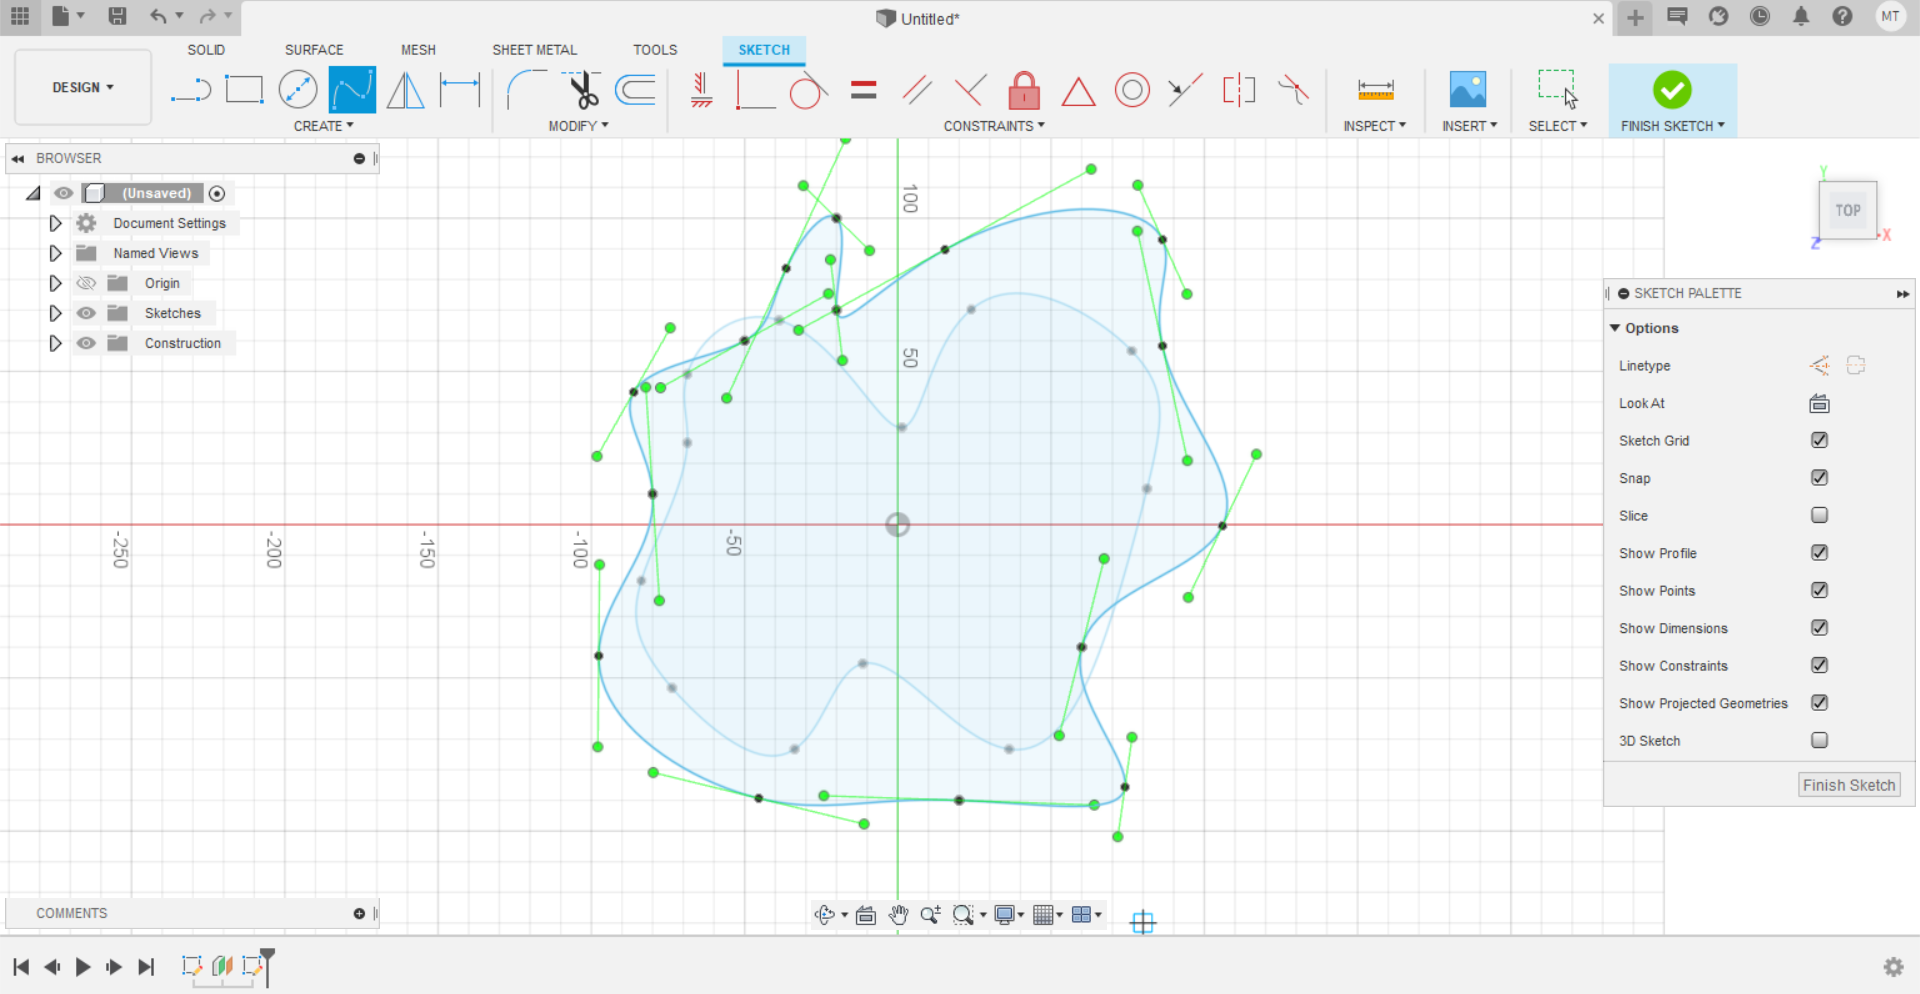 Untitled*
MT
DESIGN
SOLID
SURFACE
MESH
SHEET METAL
TOOLS
SKETCH
CREATE
MODIFY
CONSTRAINTS
INSPECT
INSERT
SELECT
FINISH SKETCH
BROWSER
(Unsaved)
Document Settings
Named Views
Origin
Sketches
Construction
100
50
-250
-200
-150
-100
-50
Y
TOP
X
Z
SKETCH PALETTE
Options
Linetype
Look At
Sketch Grid
Snap
Slice
Show Profile
Show Points
Show Dimensions
Show Constraints
Show Projected Geometries
3D Sketch
Finish Sketch
COMMENTS